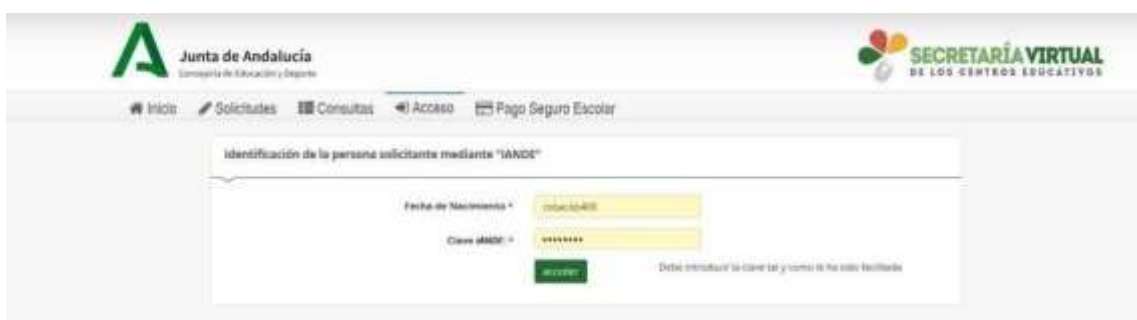 Junta de Andalucía
Consejería de Educación y Deporte
SECRETARÍA VIRTUAL
DE LOS CENTROS EDUCATIVOS
Inicio Solicitudes Consultas Acceso Pago Seguro Escolar
Identificación de la persona solicitante mediante "IANDE"
Fecha de Nacimiento *
Clave iANDE: * ••••••••
acceder Debe introducir la clave tal y como le ha sido facilitada